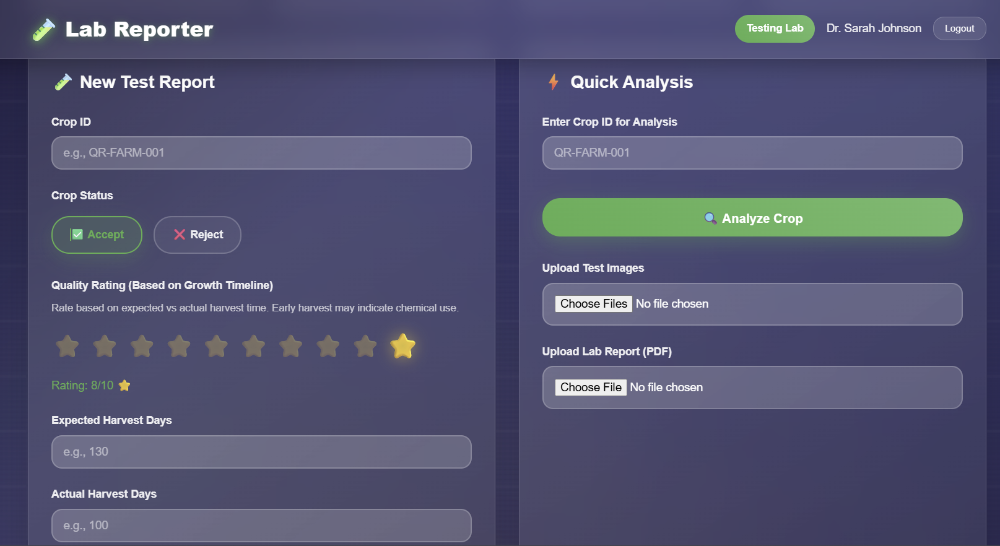 Lab Reporter
Testing Lab
Dr. Sarah Johnson
Logout
New Test Report
Crop ID
e.g., QR-FARM-001
Crop Status
Accept
Reject
Quality Rating (Based on Growth Timeline)
Rate based on expected vs actual harvest time. Early harvest may indicate chemical use.
Rating: 8/10
Expected Harvest Days
e.g., 130
Actual Harvest Days
e.g., 100
Quick Analysis
Enter Crop ID for Analysis
QR-FARM-001
Analyze Crop
Upload Test Images
Choose Files No file chosen
Upload Lab Report (PDF)
Choose File No file chosen